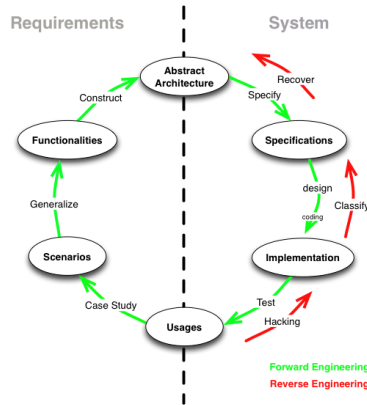 Requirements
System
Abstract
Architecture
Recover
Construct
Specify
Functionalities
Specifications
design
Generalize
Classify
coding
Scenarios
Implementation
Case Study
Test
Usages
Hacking
Forward Engineering
Reverse Engineering